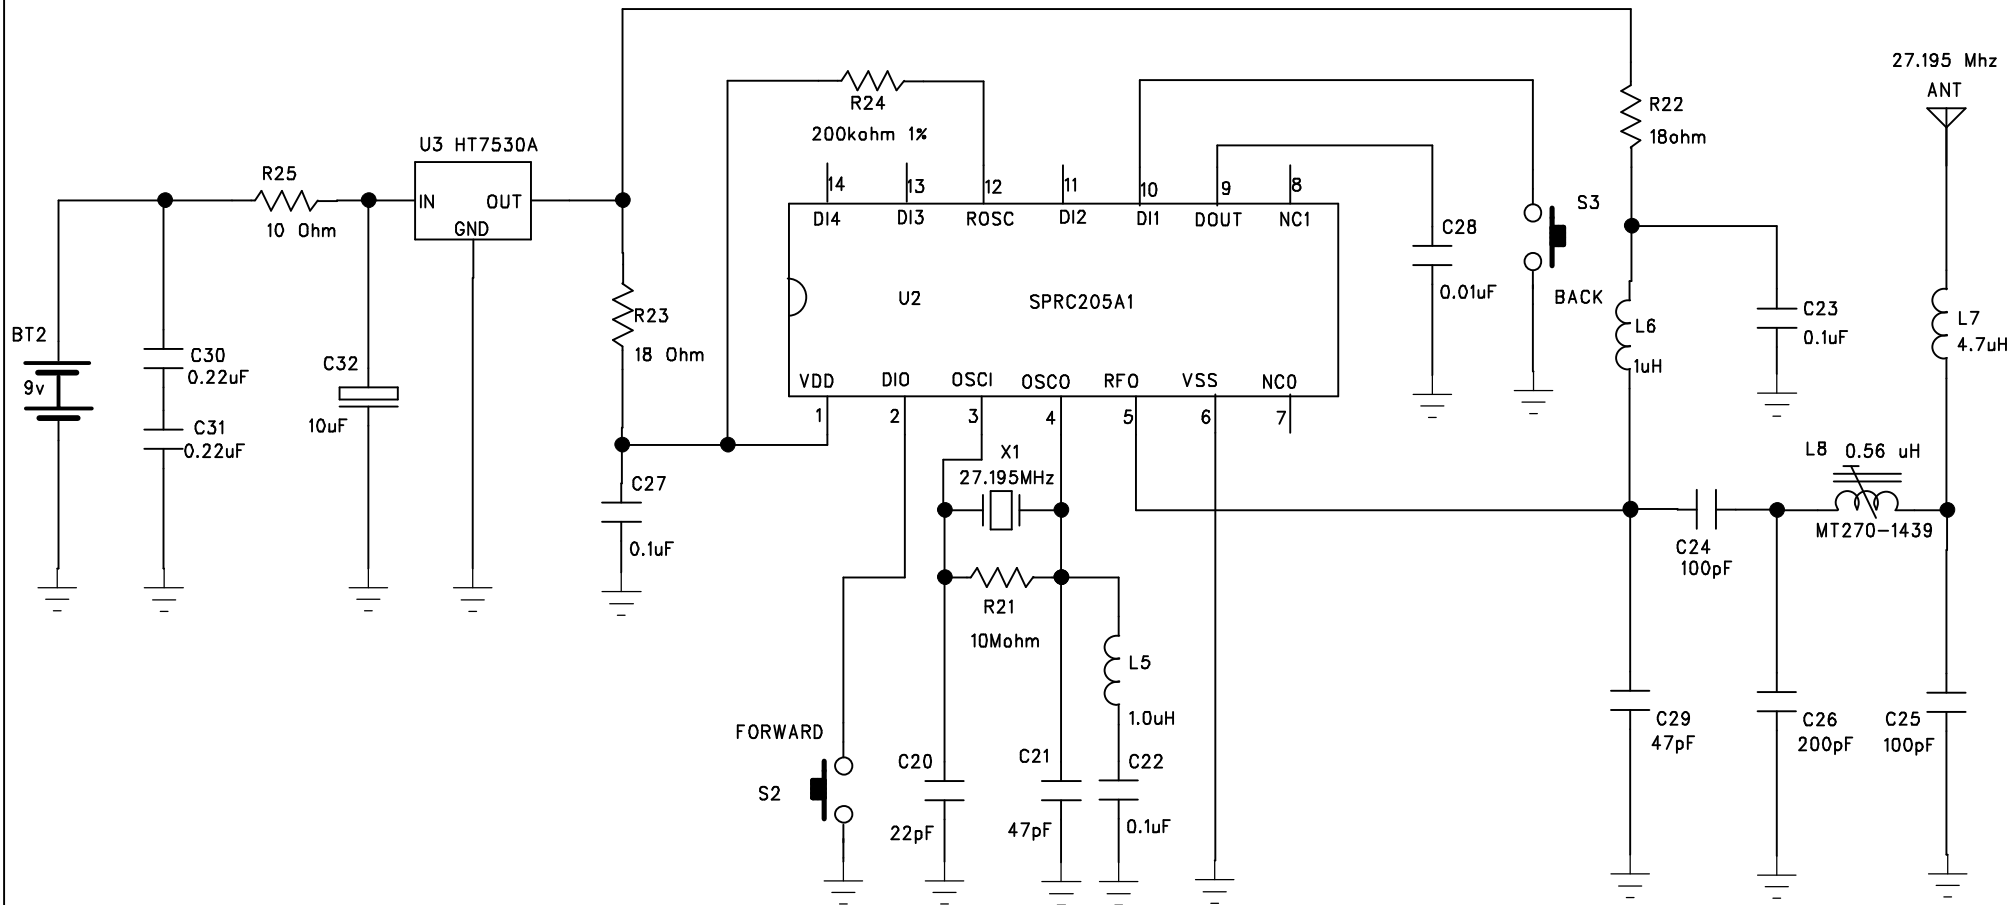 27.195 Mhz
ANT
R24
200kohm 1%
R22
18ohm
U3 HT7530A
IN
OUT
GND
R25
10 Ohm
14
13
12
11
10
9
8
DI4
DI3
ROSC
DI2
DI1
DOUT
NC1
S3
BACK
C28
0.01uF
U2
SPRC205A1
R23
18 Ohm
L6
1uH
C23
0.1uF
L7
4.7uH
BT2
9v
C30
0.22uF
C31
0.22uF
C32
10uF
VDD
DIO
OSCI
OSCO
RFO
VSS
NCO
1
2
3
4
5
6
7
X1
27.195MHz
L8
0.56 uH
MT270-1439
C27
0.1uF
C24
100pF
R21
10Mohm
L5
1.0uH
FORWARD
S2
C20
22pF
C21
47pF
C22
0.1uF
C29
47pF
C26
200pF
C25
100pF